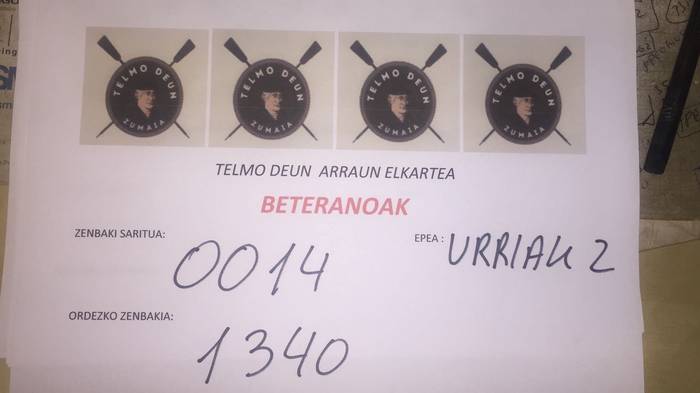 TELMO DEUN ZUMAIA TELMO DEUN ZUMAIA TELMO DEUN ZUMAIA TELMO DEUN ZUMAIA
TELMO DEUN ARRAUN ELKARTEA
BETERANOAK
ZENBAKI SARITUA: 0014 EPEA : URRIAK 2
ORDEZKO ZENBAKIA: 1340